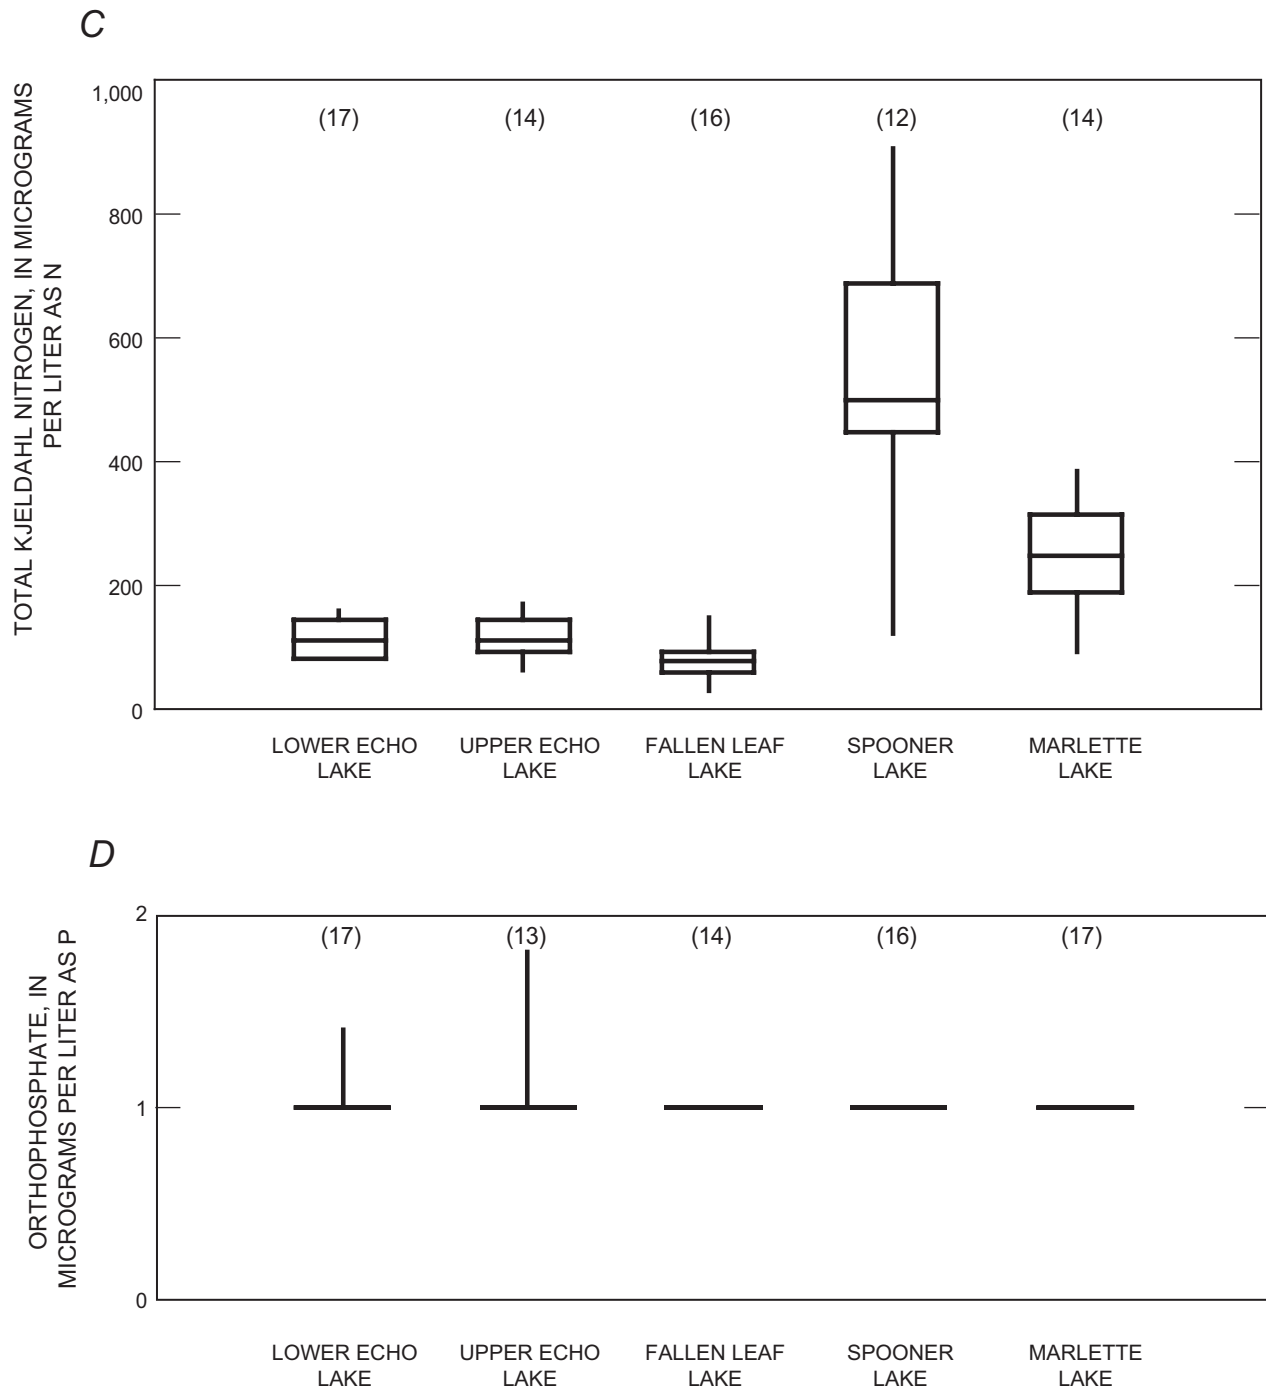 C
TOTAL KJELDAHL NITROGEN, IN MICROGRAMS
PER LITER AS N
1,000
800
600
400
200
0
(17)
(14)
(16)
(12)
(14)
LOWER ECHO
LAKE
UPPER ECHO
LAKE
FALLEN LEAF
LAKE
SPOONER
LAKE
MARLETTE
LAKE
D
ORTHOPHOSPHATE, IN
MICROGRAMS PER LITER AS P
2
1
0
(17)
(13)
(14)
(16)
(17)
LOWER ECHO
LAKE
UPPER ECHO
LAKE
FALLEN LEAF
LAKE
SPOONER
LAKE
MARLETTE
LAKE